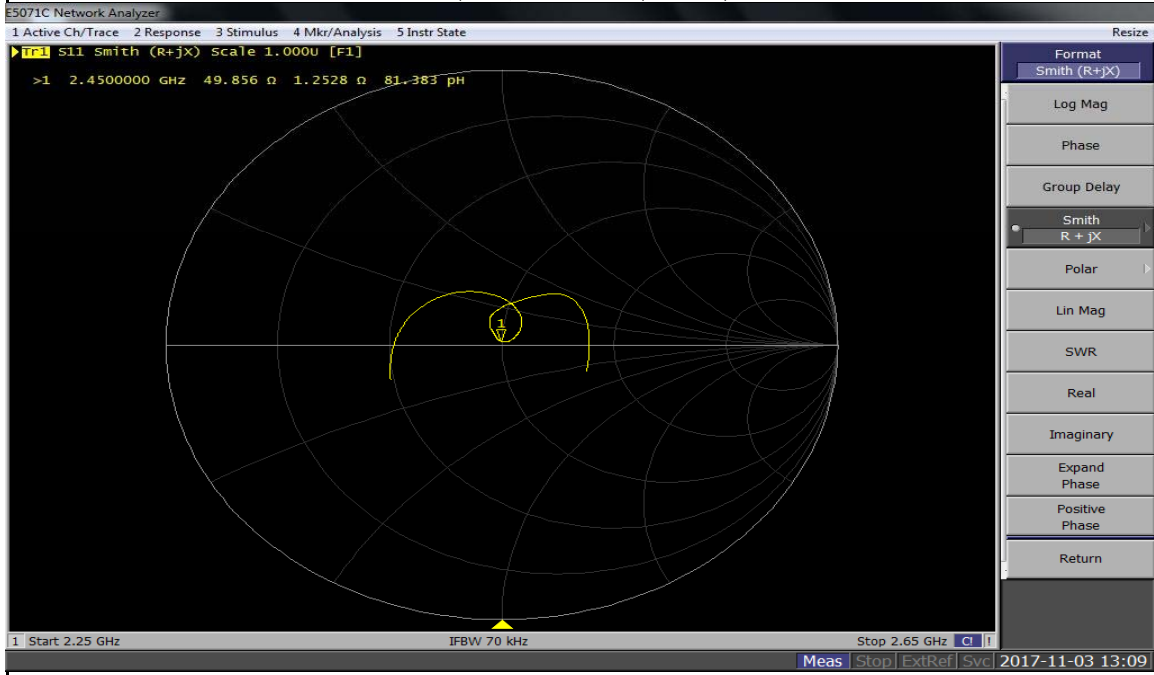 E5071C Network Analyzer
1 Active Ch/Trace 2 Response 3 Stimulus 4 Mkr/Analysis 5 Instr State Resize
Tr1 S11 Smith (R+jX) Scale 1.000U [F1]
>1 2.4500000 GHz 49.856 Ω 1.2528 Ω 81.383 pH
1
Format
Smith (R+jX)
Log Mag
Phase
Group Delay
Smith
R + jX
Polar
Lin Mag
SWR
Real
Imaginary
Expand
Phase
Positive
Phase
Return
1 Start 2.25 GHz IFBW 70 kHz Stop 2.65 GHz C! !
Meas Stop ExtRef Svc 2017-11-03 13:09